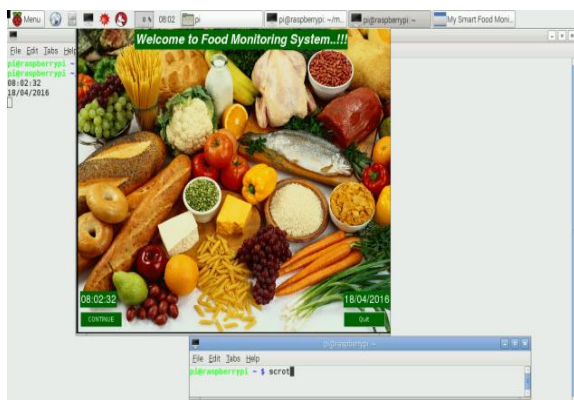 Menu
0 %
08:02
pi
pi@raspberrypi: ~/m...
pi@raspberrypi: ~
My Smart Food Moni...
File Edit Tabs Help
pi@raspberrypi ~
pi@raspberrypi ~
08:02:32
18/04/2016
Welcome to Food Monitoring System..!!!
08:02:32
18/04/2016
CONTINUE
Quit
pi@raspberrypi: ~
File Edit Tabs Help
pi@raspberrypi ~ $ scrot